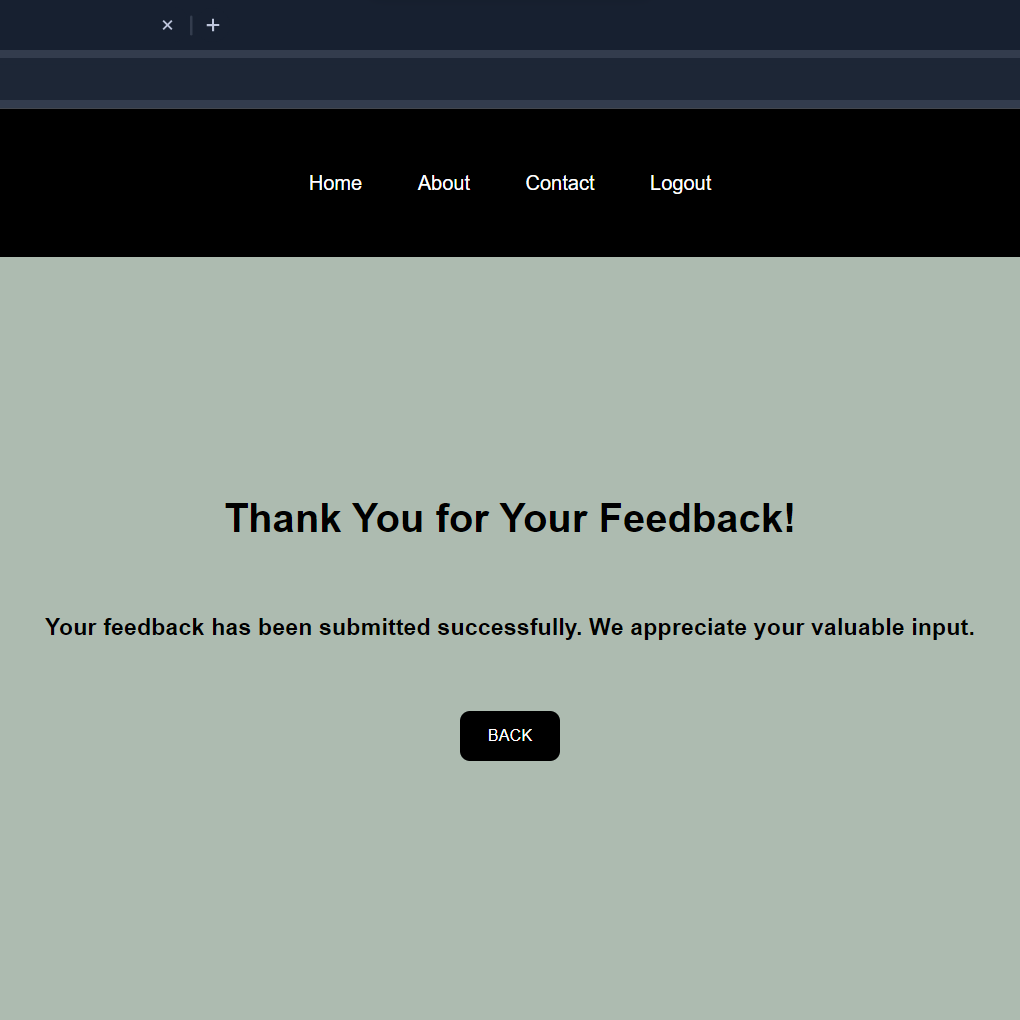 Home About Contact Logout
Thank You for Your Feedback!
Your feedback has been submitted successfully. We appreciate your valuable input.
BACK